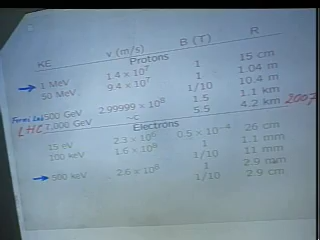 KE v (m/s) B (T) R
Protons
1 MeV 1.4 x 10⁷ 1 15 cm
50 MeV 9.4 x 10⁷ 1 1.04 m
1/10 10.4 m
Fermi Lab 500 GeV 2.99999 x 10⁸ 1.5 1.1 km
LHC 7,000 GeV ~c 5.5 4.2 km 2007
Electrons
15 eV 2.3 x 10⁶ 0.5 x 10⁻⁴ 26 cm
100 keV 1.6 x 10⁸ 1 1.1 mm
1/10 11 mm
500 keV 2.6 x 10⁸ 1 2.9 mm
1/10 2.9 cm